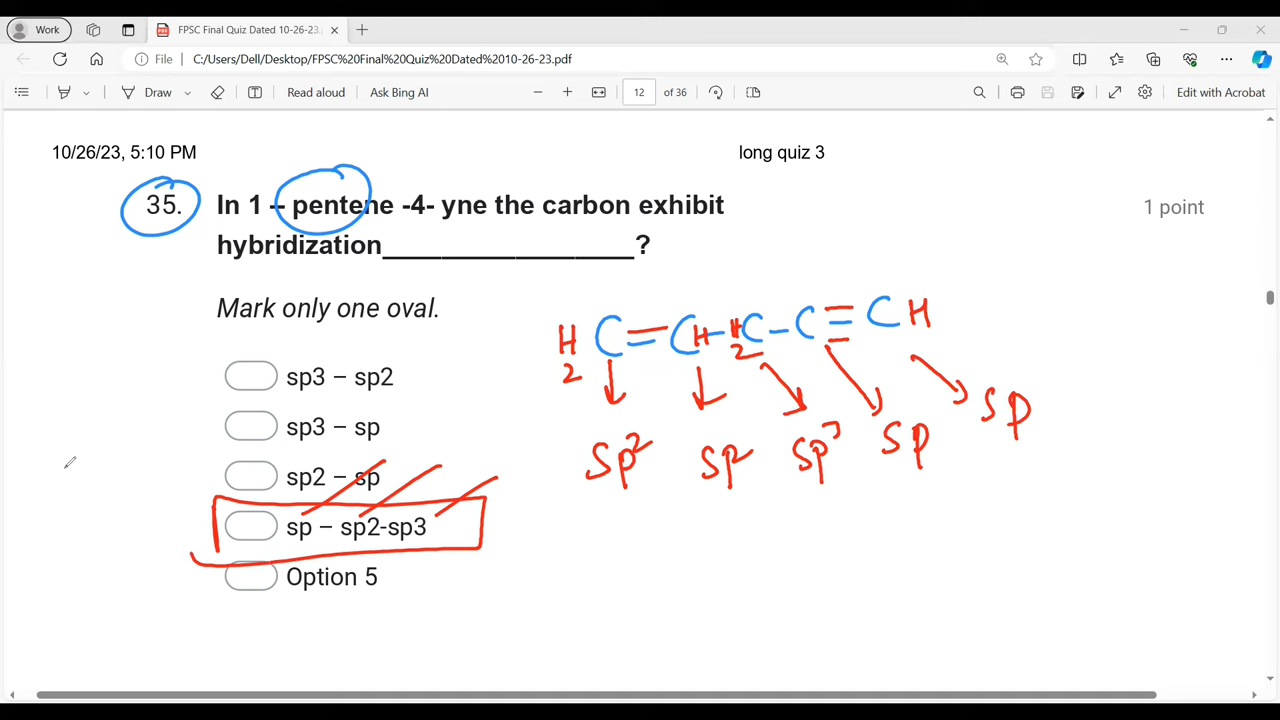 Work
FPSC Final Quiz Dated 10-26-23.
File
C:/Users/Dell/Desktop/FPSC%20Final%20Quiz%20Dated%2010-26-23.pdf
Draw
Read aloud
Ask Bing AI
12 of 36
Edit with Acrobat
10/26/23, 5:10 PM
long quiz 3
35. In 1 – pentene -4- yne the carbon exhibit
1 point
hybridization__________________?
Mark only one oval.
H2C=CH-H2C-C≡CH
sp3 – sp2
sp3 – sp
sp2 – sp
sp – sp2-sp3
Option 5
Sp2 Sp2 Sp3 Sp Sp